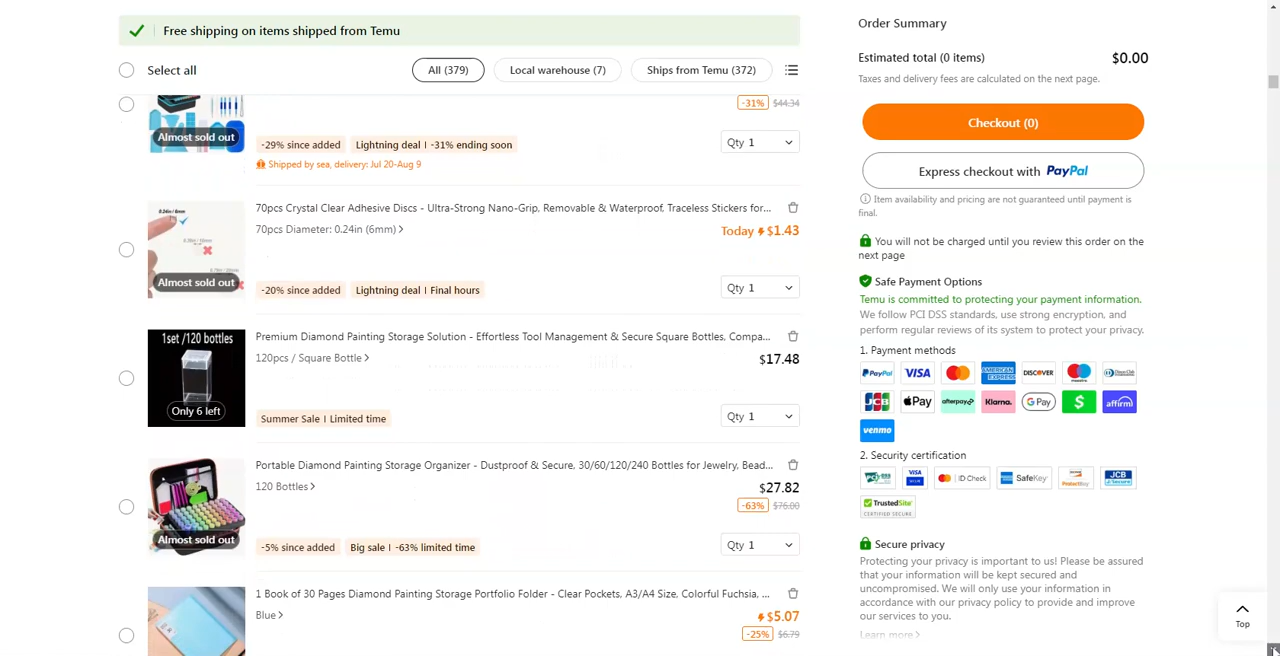 Free shipping on items shipped from Temu
Select all
All (379)
Local warehouse (7)
Ships from Temu (372)
-31% $44.34
Almost sold out
-29% since added
Lightning deal | -31% ending soon
Qty 1
Shipped by sea, delivery: Jul 20-Aug 9
70pcs Crystal Clear Adhesive Discs - Ultra-Strong Nano-Grip, Removable & Waterproof, Traceless Stickers for...
70pcs Diameter: 0.24in (6mm) >
Today $1.43
Almost sold out
-20% since added
Lightning deal | Final hours
Qty 1
1set /120 bottles
Premium Diamond Painting Storage Solution - Effortless Tool Management & Secure Square Bottles, Compa...
120pcs / Square Bottle >
$17.48
Only 6 left
Summer Sale | Limited time
Qty 1
Portable Diamond Painting Storage Organizer - Dustproof & Secure, 30/60/120/240 Bottles for Jewelry, Bead...
120 Bottles >
$27.82
-63% $76.00
Almost sold out
-5% since added
Big sale | -63% limited time
Qty 1
1 Book of 30 Pages Diamond Painting Storage Portfolio Folder - Clear Pockets, A3/A4 Size, Colorful Fuchsia, ...
Blue >
$5.07
-25% $6.79
Order Summary
Estimated total (0 items)
$0.00
Taxes and delivery fees are calculated on the next page.
Checkout (0)
Express checkout with PayPal
Item availability and pricing are not guaranteed until payment is
final.
You will not be charged until you review this order on the
next page
Safe Payment Options
Temu is committed to protecting your payment information.
We follow PCI DSS standards, use strong encryption, and
perform regular reviews of its system to protect your privacy.
1. Payment methods
PayPal VISA AMERICAN EXPRESS DISCOVER maestro Diners Club
JCB Pay afterpay Klarna. G Pay $ affirm
venmo
2. Security certification
VISA ID Check SafeKey ProtectBuy JCB
TrustedSite
CERTIFIED SECURE
Secure privacy
Protecting your privacy is important to us! Please be assured
that your information will be kept secured and
uncompromised. We will only use your information in
accordance with our privacy policy to provide and improve
our services to you.
Learn more >
Top